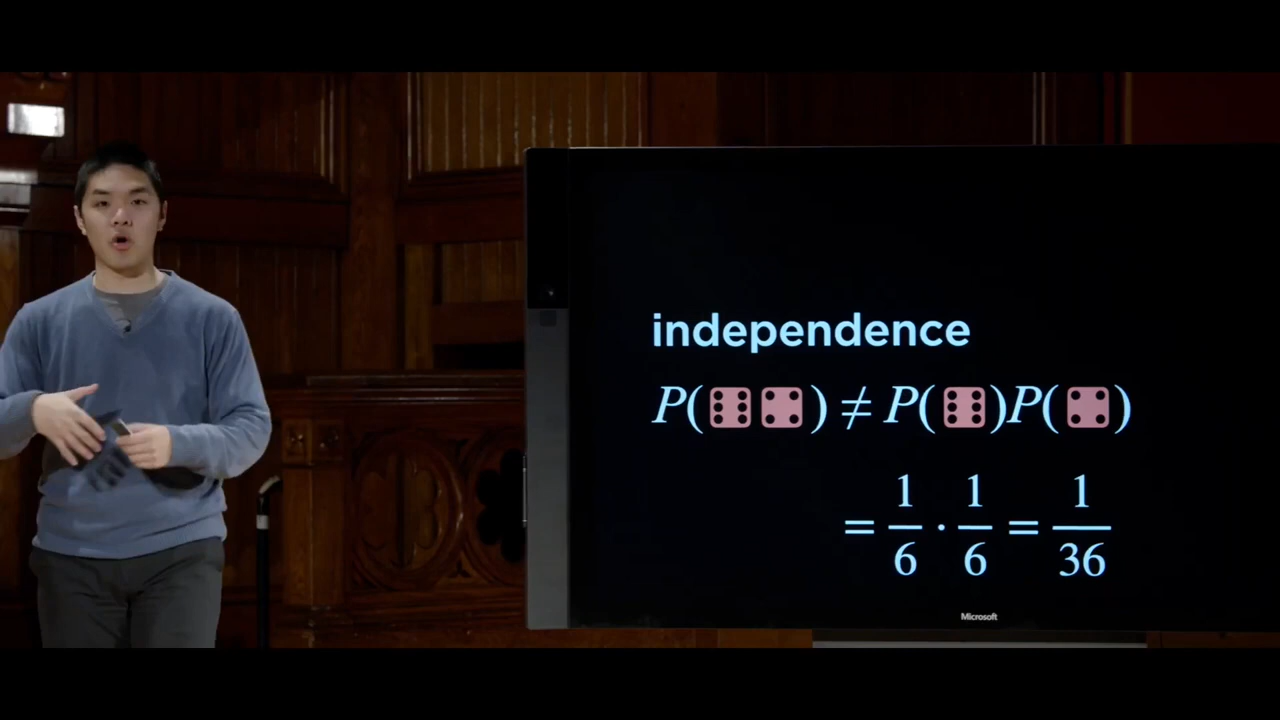 independence
P(⚅ ⚃) ≠ P(⚅)P(⚃)
= 1/6 · 1/6 = 1/36
Microsoft